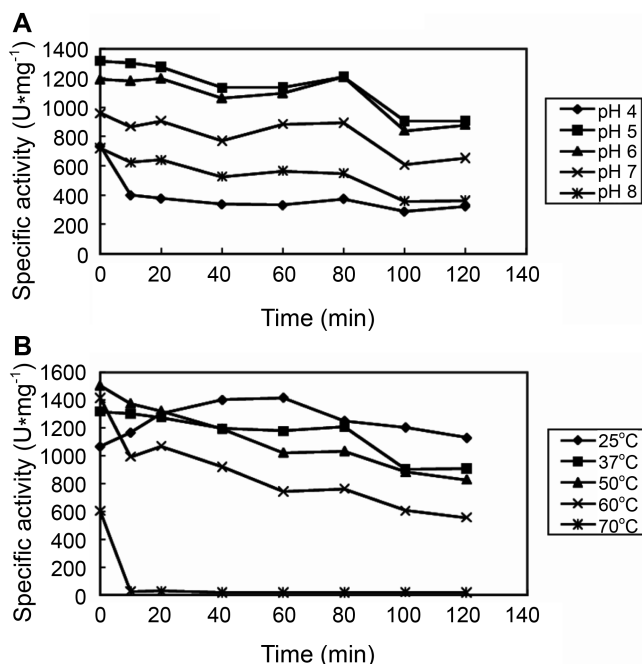 A
Specific activity (U*mg-1)
1400
1200
1000
800
600
400
200
0
0 20 40 60 80 100 120 140
Time (min)
pH 4
pH 5
pH 6
pH 7
pH 8
B
Specific activity (U*mg-1)
1600
1400
1200
1000
800
600
400
200
0
0 20 40 60 80 100 120 140
Time (min)
25°C
37°C
50°C
60°C
70°C